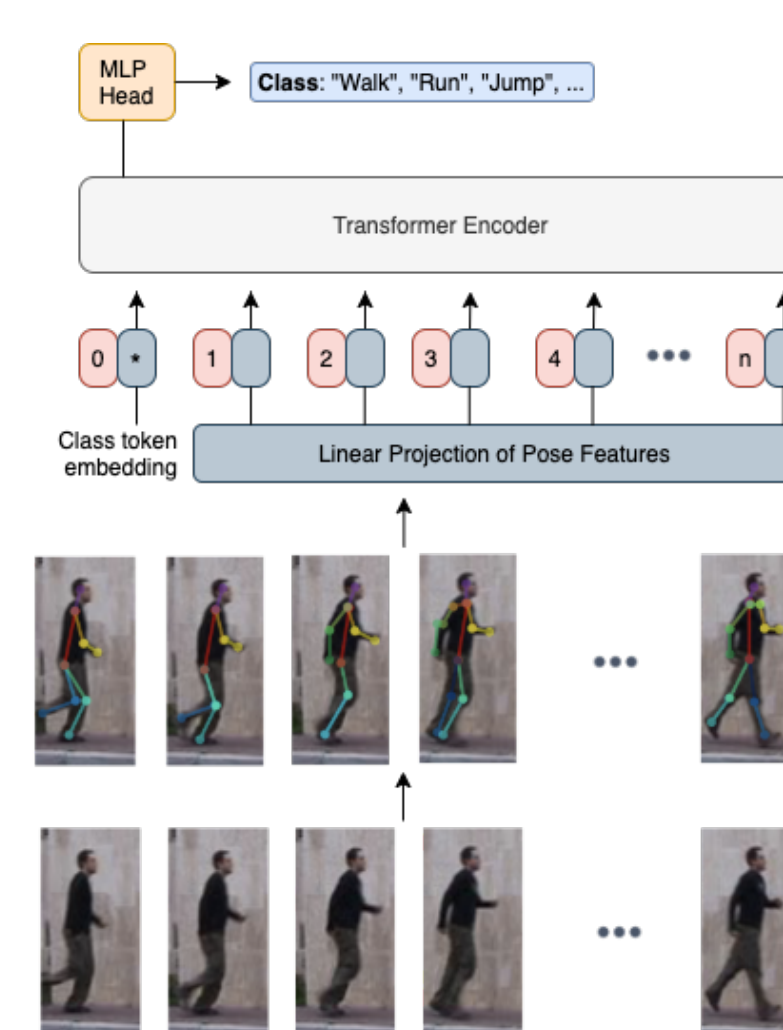 MLP
Head
Class: "Walk", "Run", "Jump", ...
Transformer Encoder
0 * 1 2 3 4 ••• n
Class token
embedding
Linear Projection of Pose Features